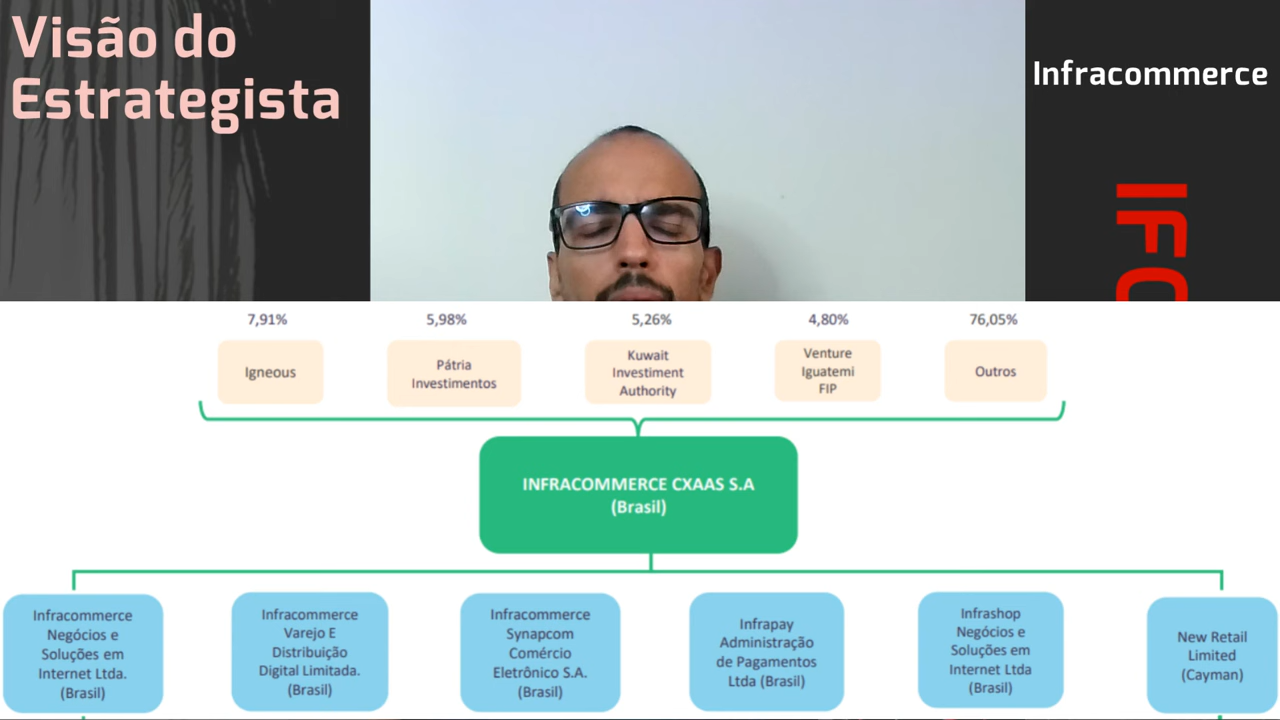 Visão do
Estrategista
Infracommerce
IFC
7,91%
5,98%
5,26%
4,80%
76,05%
Igneous
Pátria
Investimentos
Kuwait
Investiment
Authority
Venture
Iguatemi
FIP
Outros
INFRACOMMERCE CXAAS S.A
(Brasil)
Infracommerce
Negócios e
Soluções em
Internet Ltda.
(Brasil)
Infracommerce
Varejo E
Distribuição
Digital Limitada.
(Brasil)
Infracommerce
Synapcom
Comércio
Eletrônico S.A.
(Brasil)
Infrapay
Administração
de Pagamentos
Ltda (Brasil)
Infrashop
Negócios e
Soluções em
Internet Ltda
(Brasil)
New Retail
Limited
(Cayman)